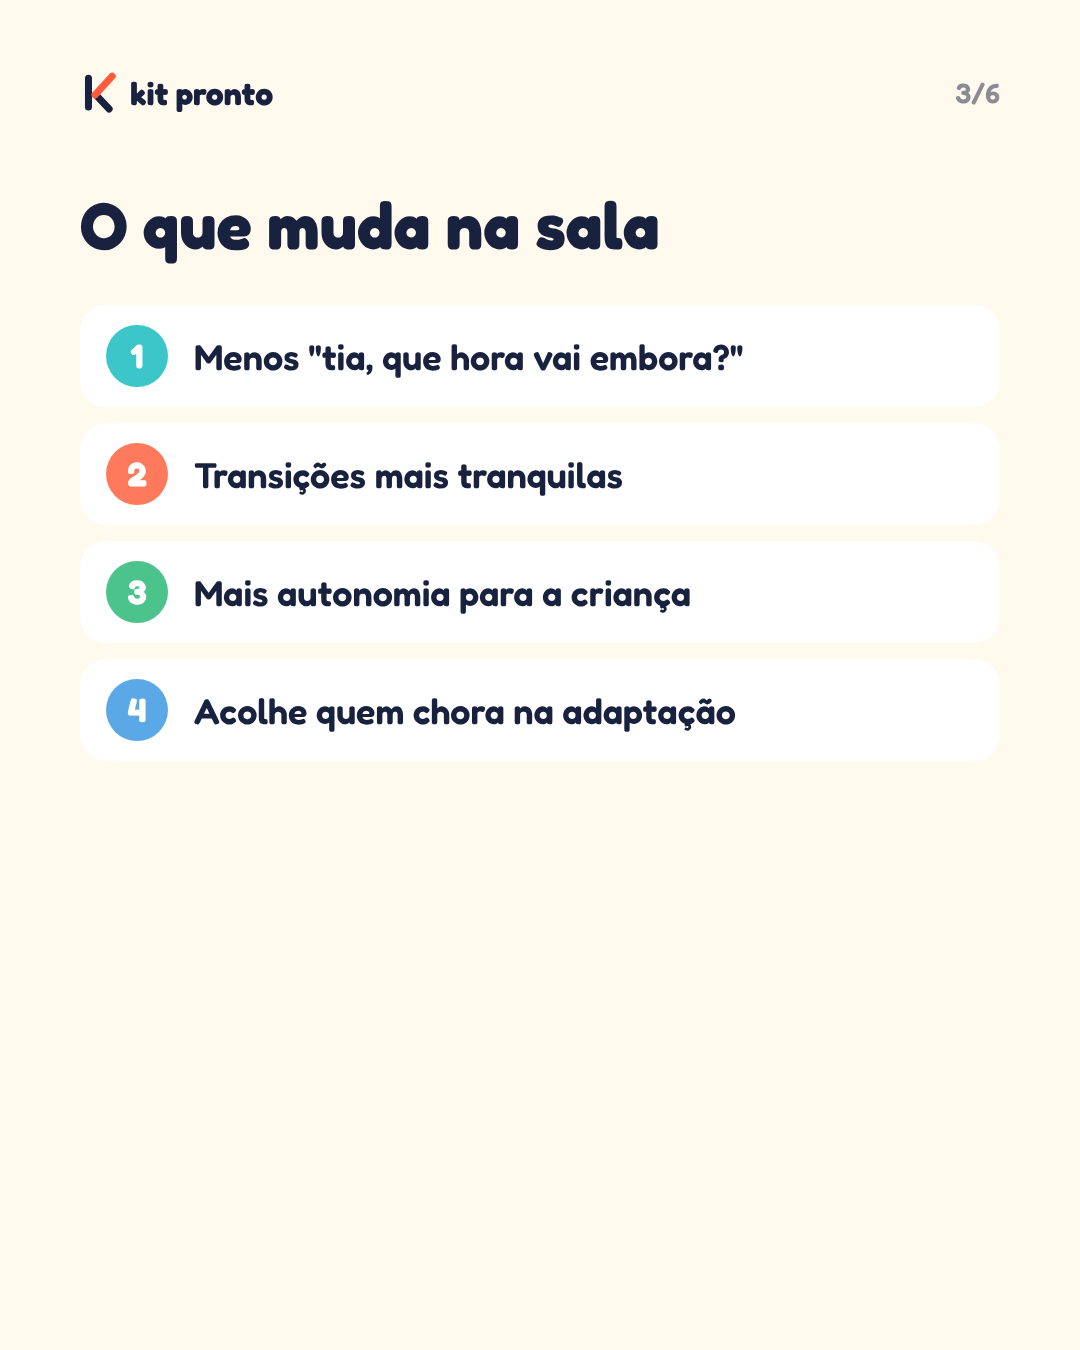 kit pronto
3/6
O que muda na sala
1 Menos "tia, que hora vai embora?"
2 Transições mais tranquilas
3 Mais autonomia para a criança
4 Acolhe quem chora na adaptação